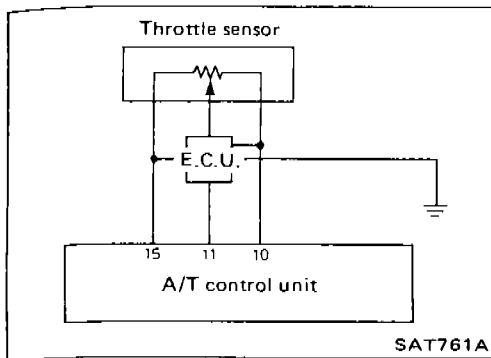 Throttle sensor
E.C.U.
15 11 10
A/T control unit
SAT761A